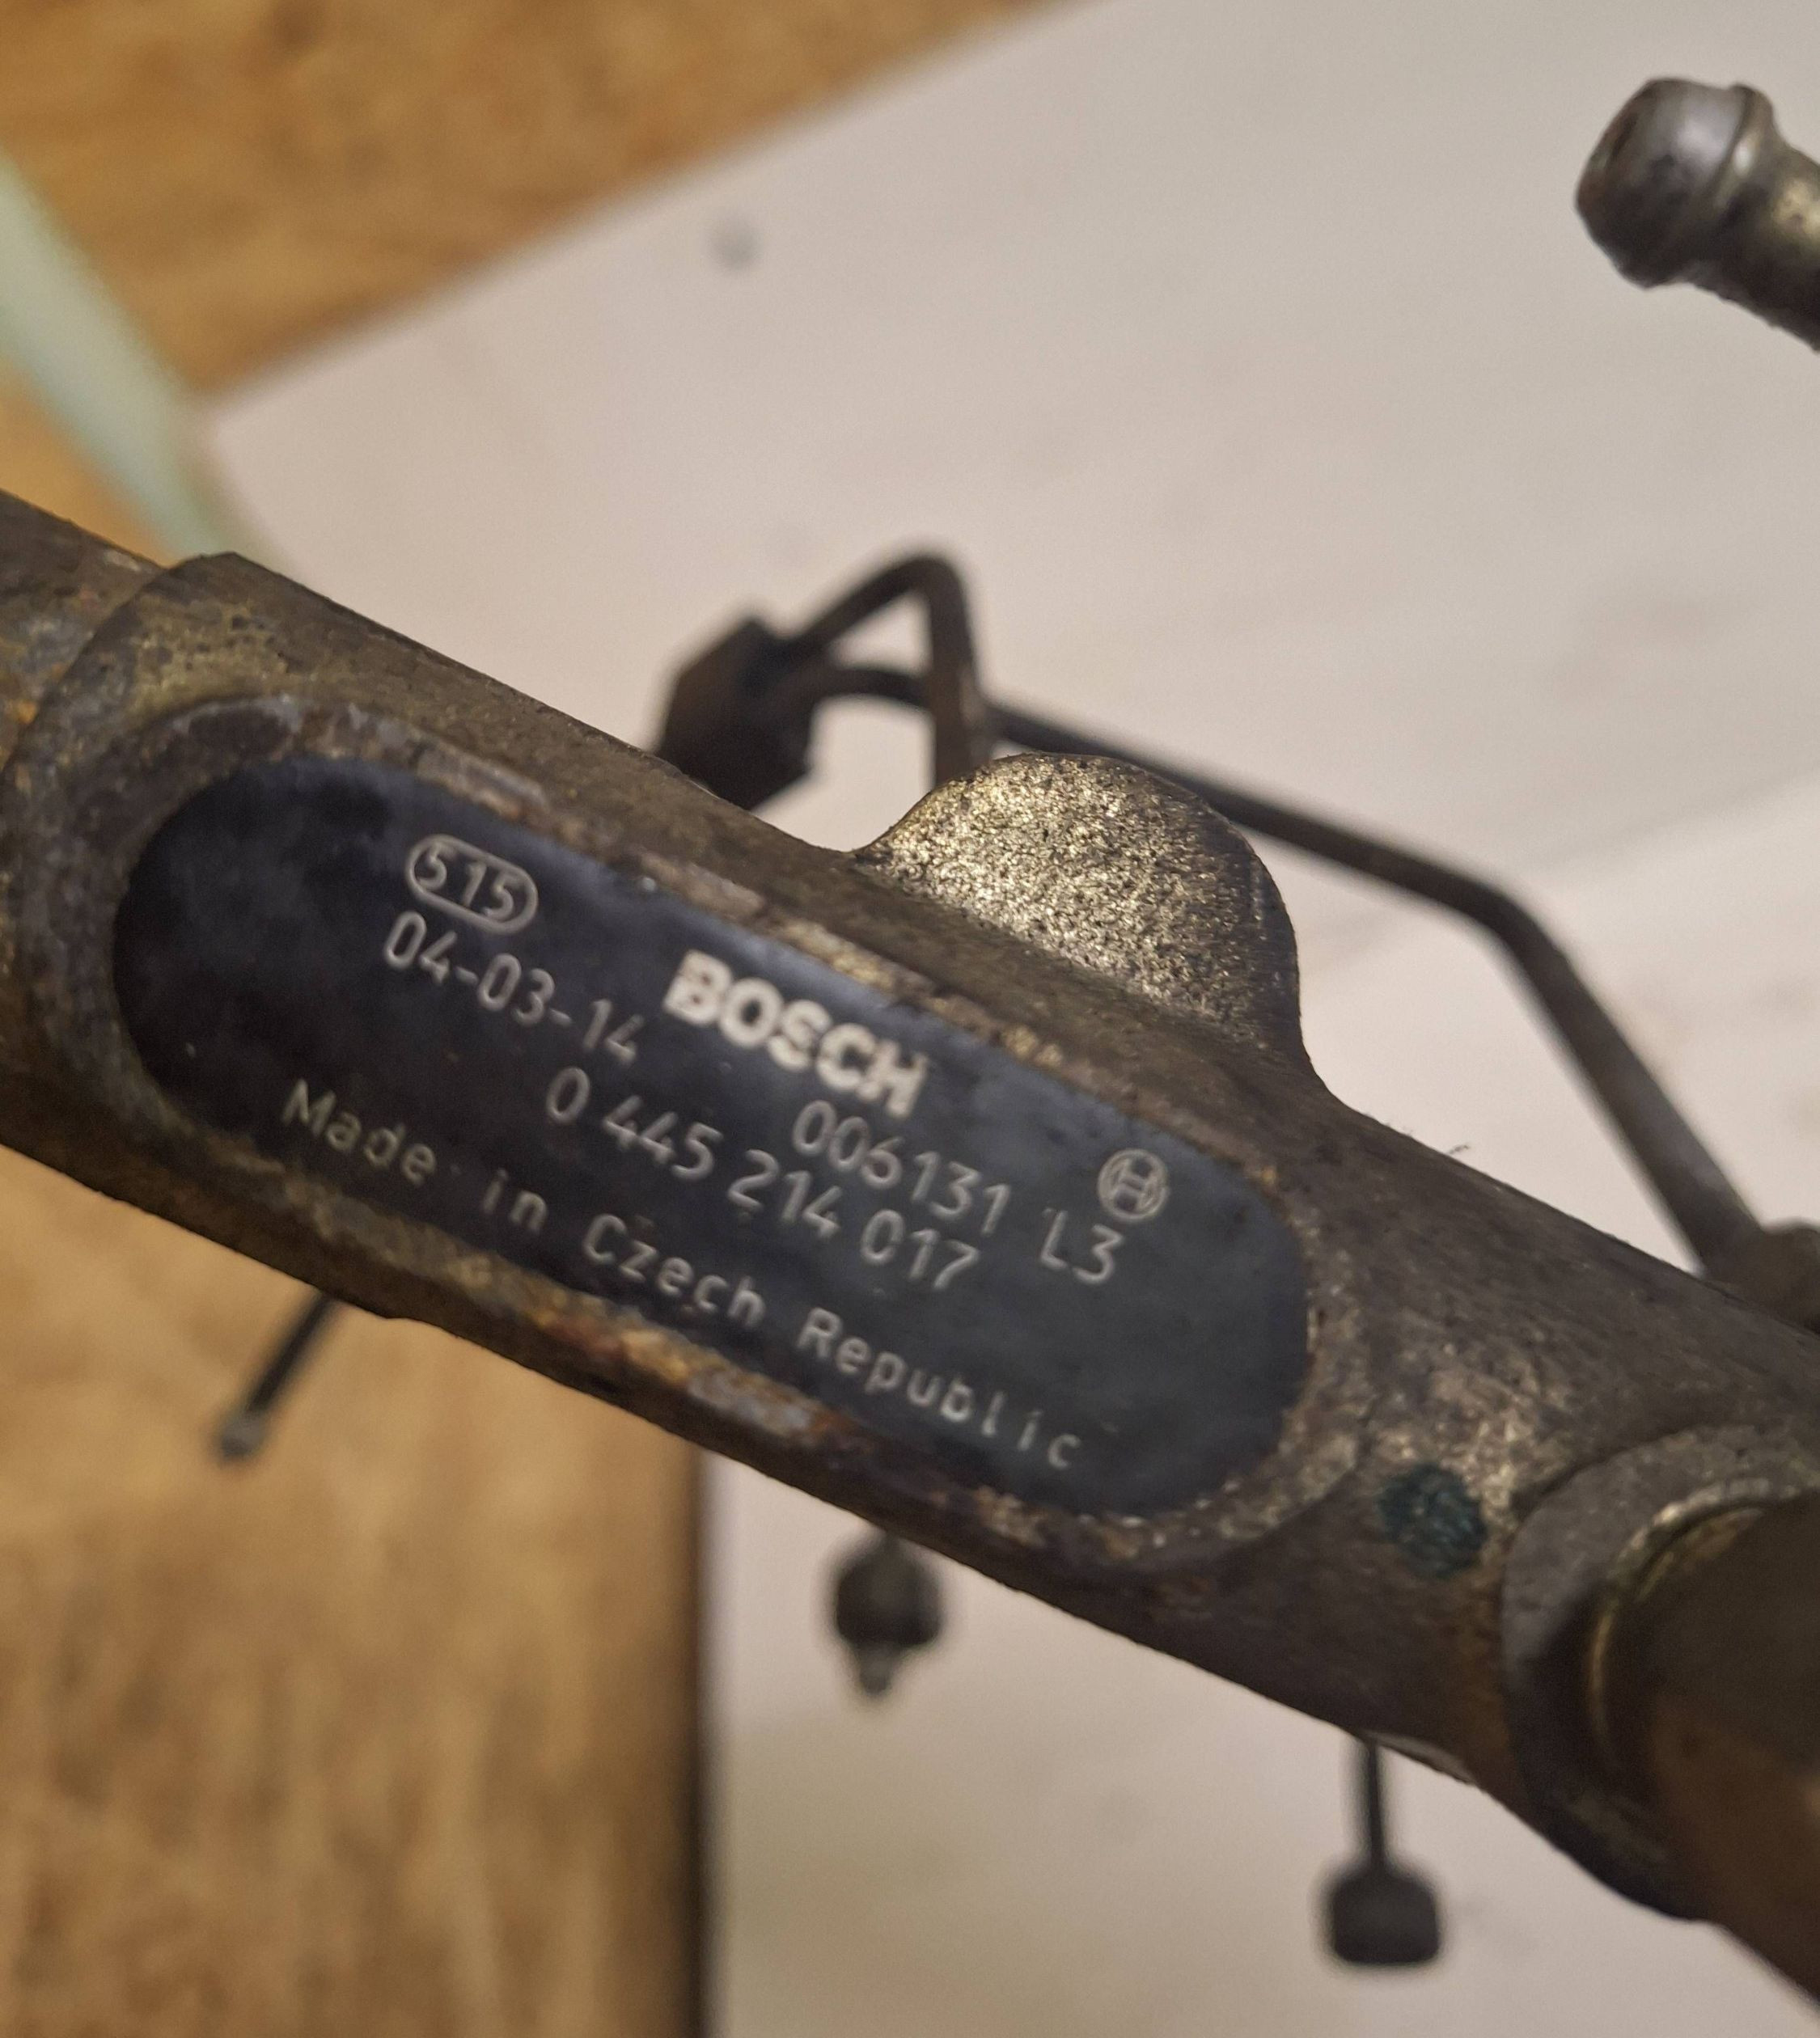 515
04-03-14
BOSCH
006131 L3
0 445 214 017
Made in Czech Republic